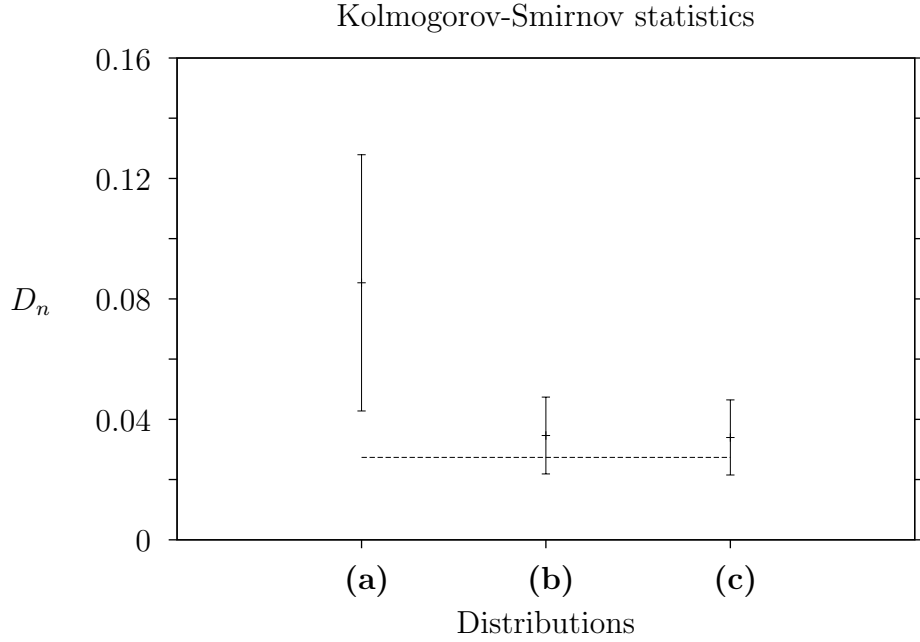 Kolmogorov-Smirnov statistics
0.16
0.12
0.08
D_n
0.04
0
(a) (b) (c)
Distributions